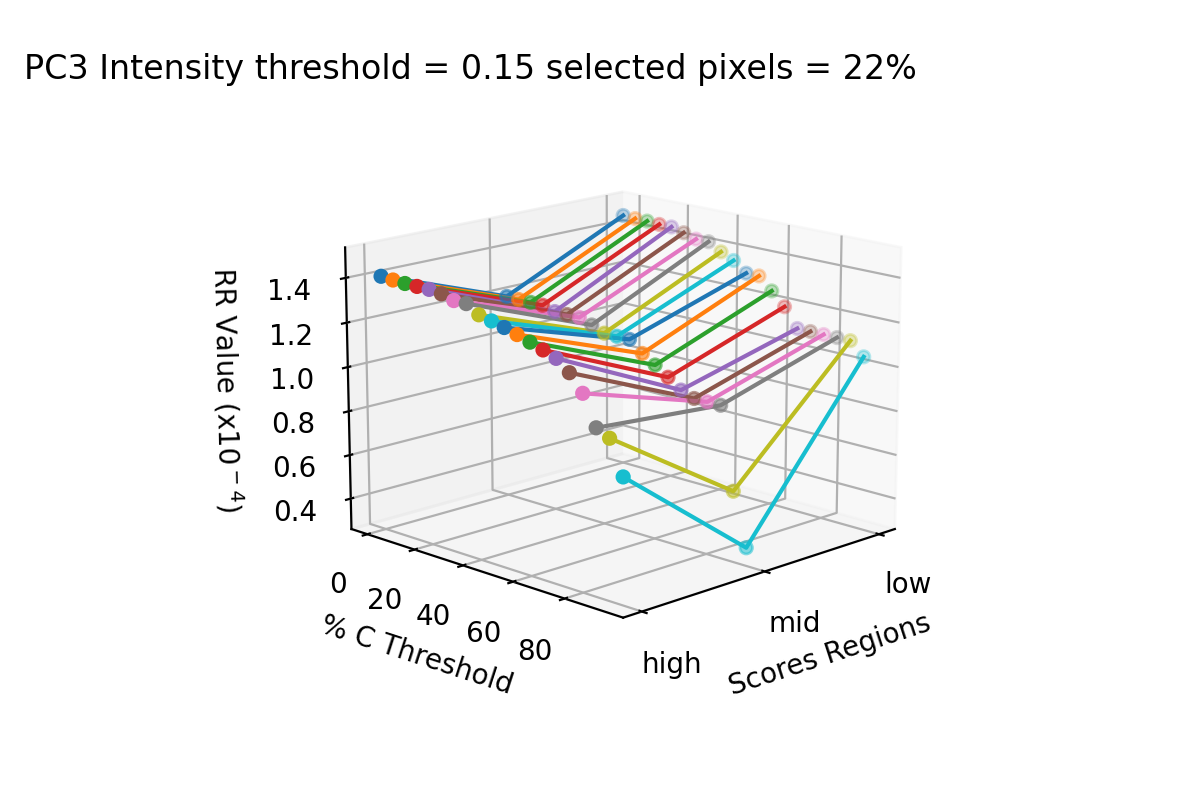 PC3 Intensity threshold = 0.15 selected pixels = 22%
RR Value (x10⁻⁴)
1.4
1.2
1.0
0.8
0.6
0.4
0
20
40
60
80
% C Threshold
high
mid
low
Scores Regions